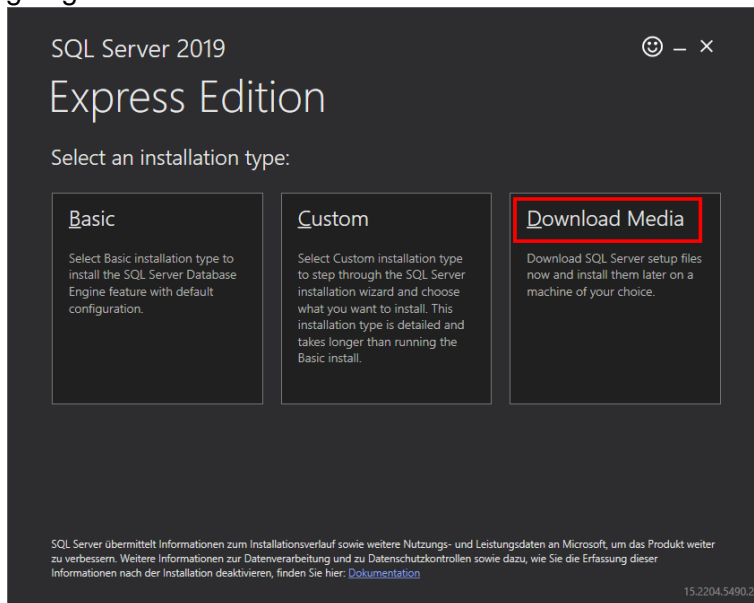 SQL Server 2019
Express Edition
Select an installation type:
Basic
Select Basic installation type to
install the SQL Server Database
Engine feature with default
configuration.
Custom
Select Custom installation type
to step through the SQL Server
installation wizard and choose
what you want to install. This
installation type is detailed and
takes longer than running the
Basic install.
Download Media
Download SQL Server setup files
now and install them later on a
machine of your choice.
SQL Server übermittelt Informationen zum Installationsverlauf sowie weitere Nutzungs- und Leistungsdaten an Microsoft, um das Produkt weiter
zu verbessern. Weitere Informationen zur Datenverarbeitung und zu Datenschutzkontrollen sowie dazu, wie Sie die Erfassung dieser
Informationen nach der Installation deaktivieren, finden Sie hier: Dokumentation
15.2204.5490.2